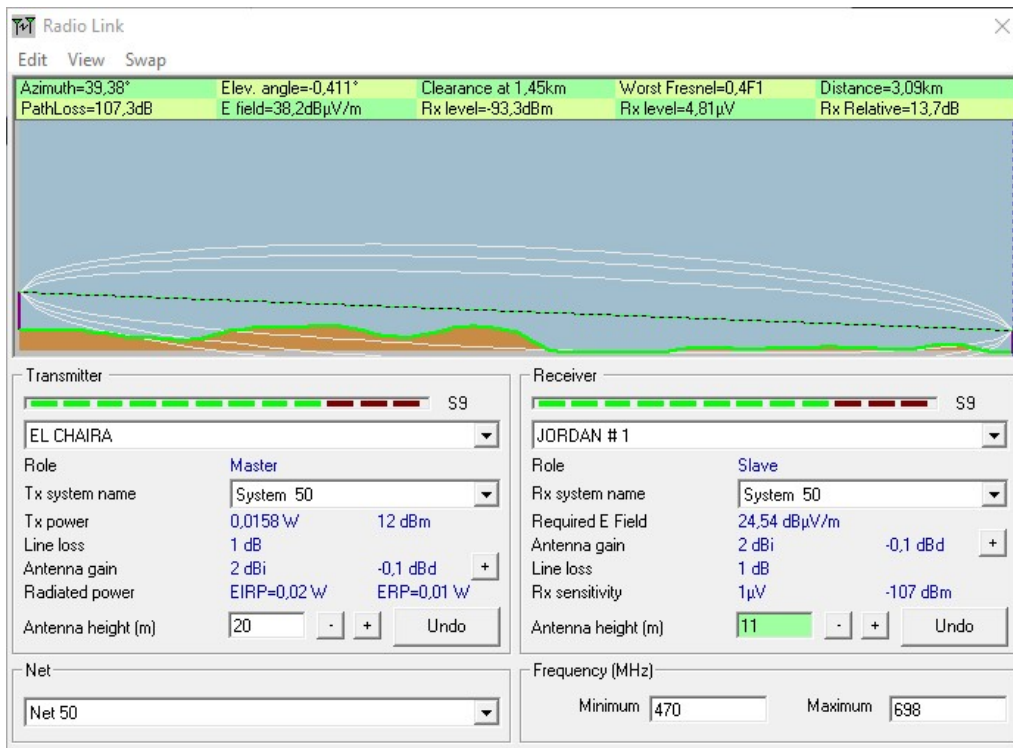 Radio Link
Edit View Swap
Azimuth=39,38° Elev. angle=-0,411° Clearance at 1,45km Worst Fresnel=0,4F1 Distance=3,09km
PathLoss=107,3dB E field=38,2dBµV/m Rx level=-93,3dBm Rx level=4,81µV Rx Relative=13,7dB
Transmitter
S9
EL CHAIRA
Role Master
Tx system name System 50
Tx power 0,0158 W 12 dBm
Line loss 1 dB
Antenna gain 2 dBi -0,1 dBd +
Radiated power EIRP=0,02 W ERP=0,01 W
Antenna height (m) 20 - + Undo
Receiver
S9
JORDAN # 1
Role Slave
Rx system name System 50
Required E Field 24,54 dBµV/m
Antenna gain 2 dBi -0,1 dBd +
Line loss 1 dB
Rx sensitivity 1µV -107 dBm
Antenna height (m) 11 - + Undo
Net
Net 50
Frequency (MHz)
Minimum 470 Maximum 698